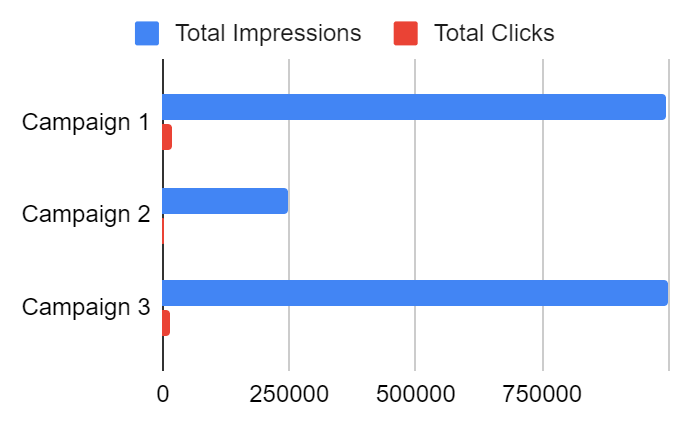 Total Impressions Total Clicks
Campaign 1
Campaign 2
Campaign 3
0 250000 500000 750000